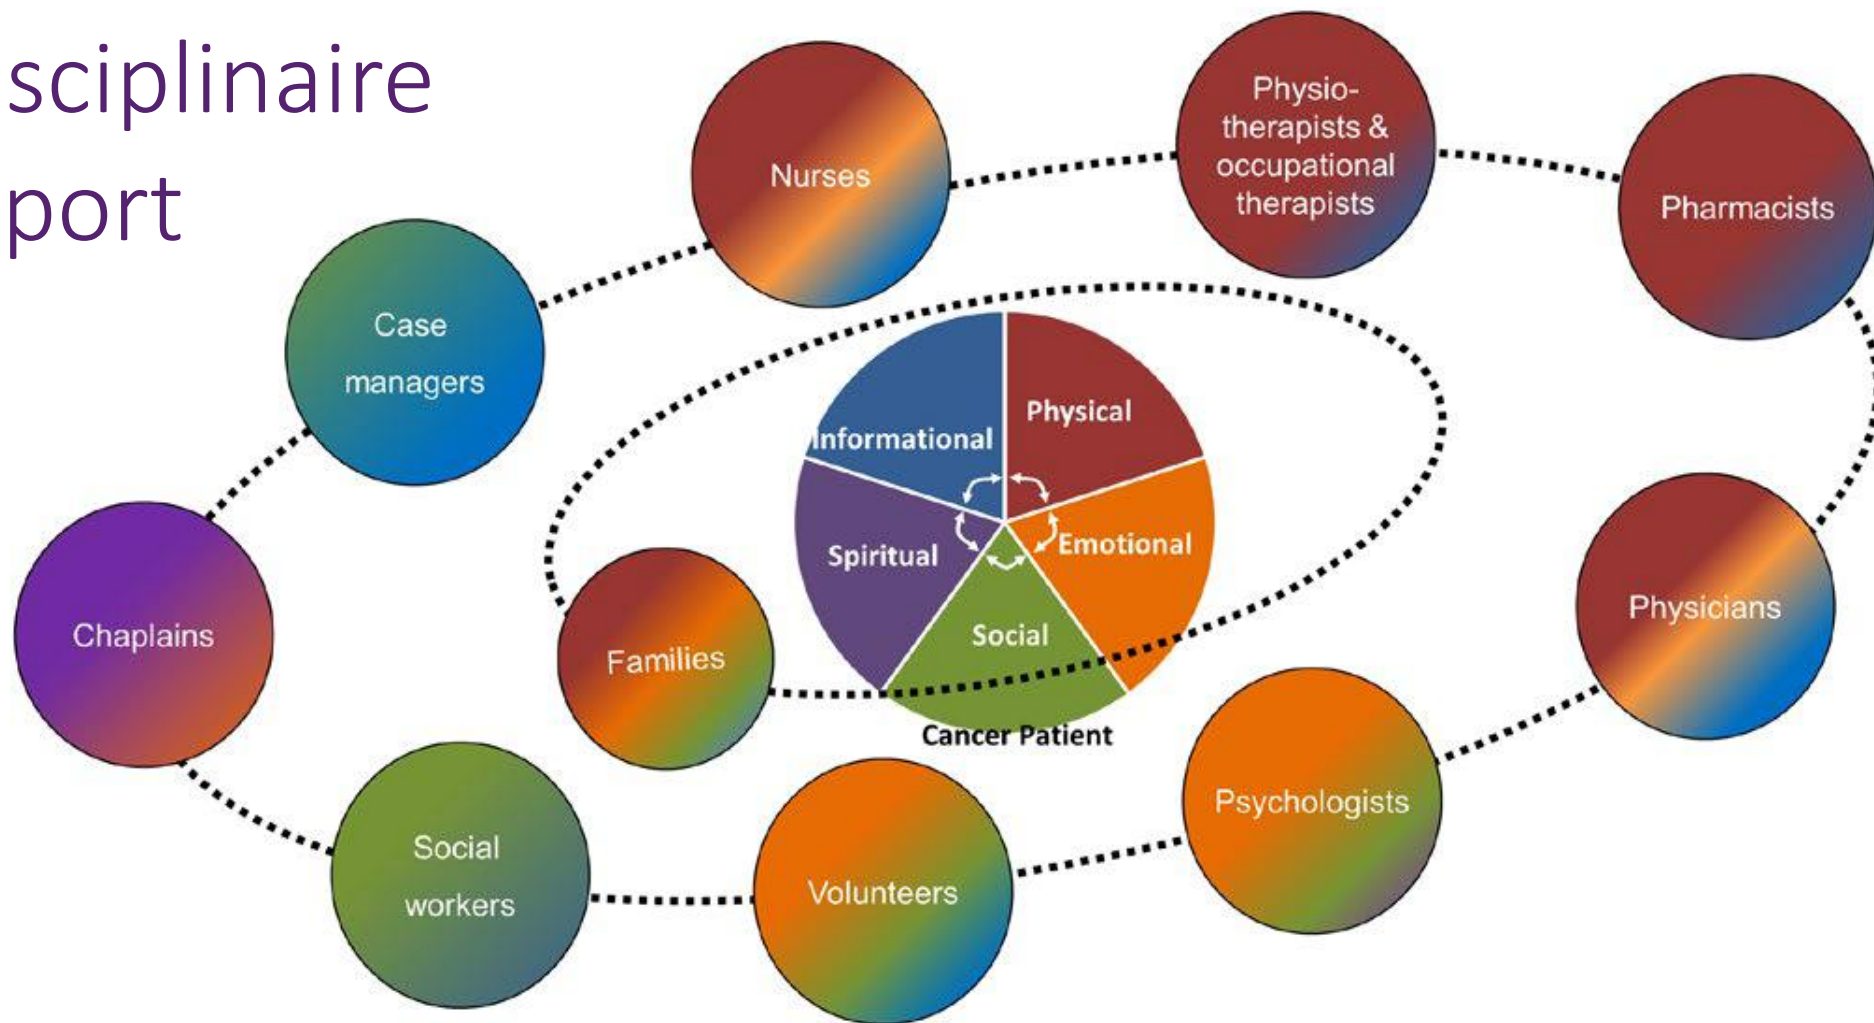 sciplinaire
port
Nurses
Physio-
therapists &
occupational
therapists
Pharmacists
Case
managers
Informational
Physical
Spiritual
Emotional
Social
Cancer Patient
Chaplains
Families
Physicians
Social
workers
Volunteers
Psychologists